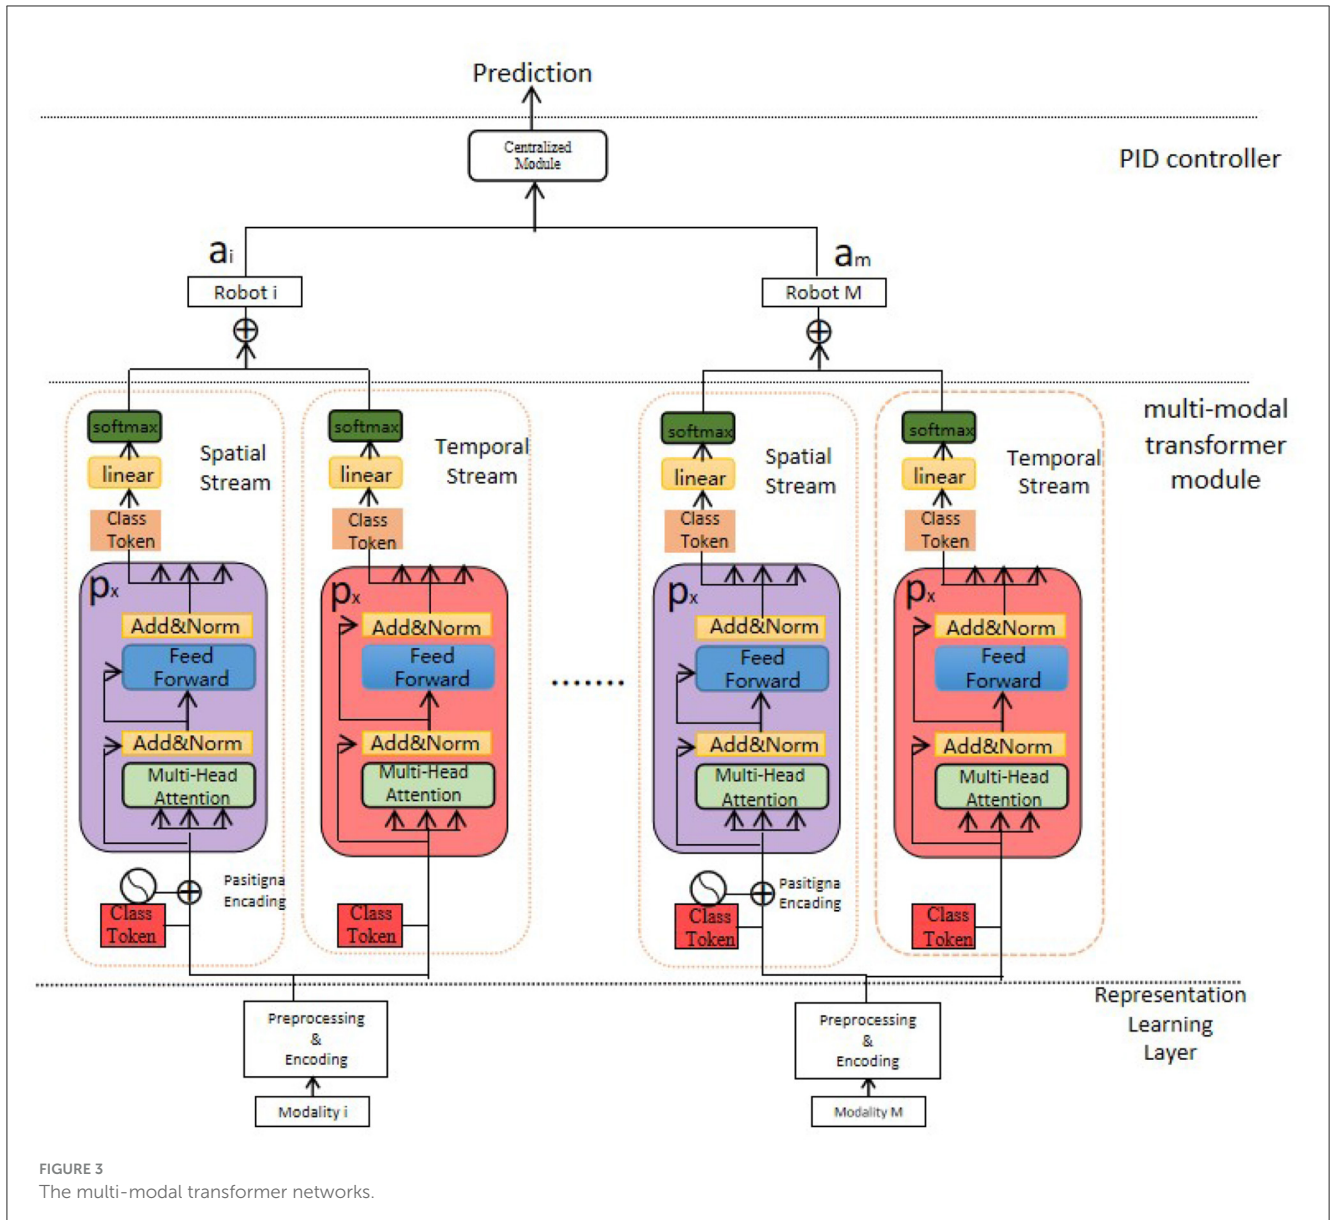 Prediction
Centralized
Module
PID controller
ai
am
Robot i
Robot M
multi-modal
transformer
module
softmax
linear
Class
Token
Spatial
Stream
softmax
linear
Class
Token
Temporal
Stream
softmax
linear
Class
Token
Spatial
Stream
softmax
linear
Class
Token
Temporal
Stream
px
Add&Norm
Feed
Forward
Add&Norm
Multi-Head
Attention
px
Add&Norm
Feed
Forward
Add&Norm
Multi-Head
Attention
.......
px
Add&Norm
Feed
Forward
Add&Norm
Multi-Head
Attention
px
Add&Norm
Feed
Forward
Add&Norm
Multi-Head
Attention
Pasitigna
Encading
Class
Token
Class
Token
Pasitigna
Encading
Class
Token
Class
Token
Representation
Learning
Layer
Preprocessing
&
Encoding
Modality i
Preprocessing
&
Encoding
Modality M
FIGURE 3
The multi-modal transformer networks.